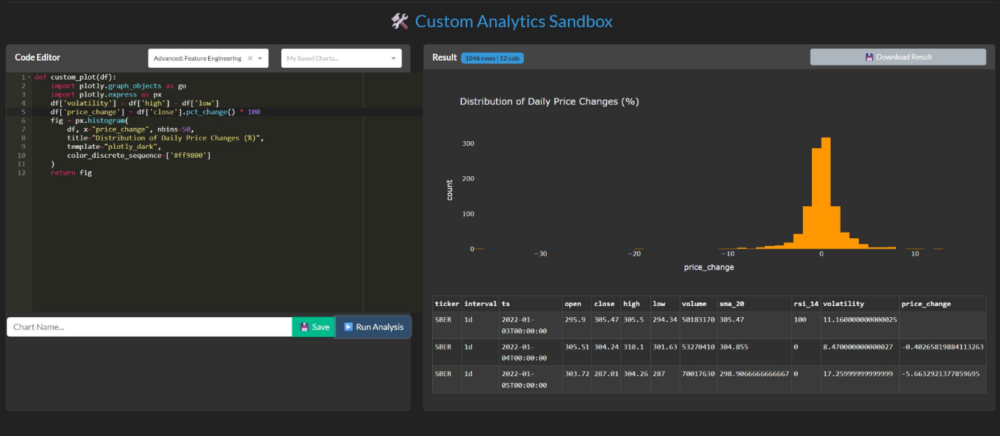 🛠️ Custom Analytics Sandbox
Code Editor
Advanced: Feature Engineering ×
My Saved Charts...
1 def custom_plot(df):
2 import plotly.graph_objects as go
3 import plotly.express as px
4 df['volatility'] = df['high'] - df['low']
5 df['price_change'] = df['close'].pct_change() * 100
6 fig = px.histogram(
7 df, x="price_change", nbins=50,
8 title="Distribution of Daily Price Changes (%)",
9 template="plotly_dark",
10 color_discrete_sequence=['#ff9800']
11 )
12 return fig
Chart Name...
💾 Save
▶️ Run Analysis
Result 1046 rows | 12 cols
💾 Download Result
Distribution of Daily Price Changes (%)
300
200
100
0
count
−30 −20 −10 0 10
price_change
ticker interval ts open close high low volume sma_20 rsi_14 volatility price_change
SBER 1d 2022-01- 295.9 305.47 305.5 294.34 50183170 305.47 100 11.160000000000025
03T00:00:00
SBER 1d 2022-01- 305.51 304.24 310.1 301.63 53270410 304.855 0 8.470000000000027 -0.40265819884113263
04T00:00:00
SBER 1d 2022-01- 303.72 287.01 304.26 287 70017630 298.9066666666667 0 17.25999999999999 -5.6632921377859695
05T00:00:00